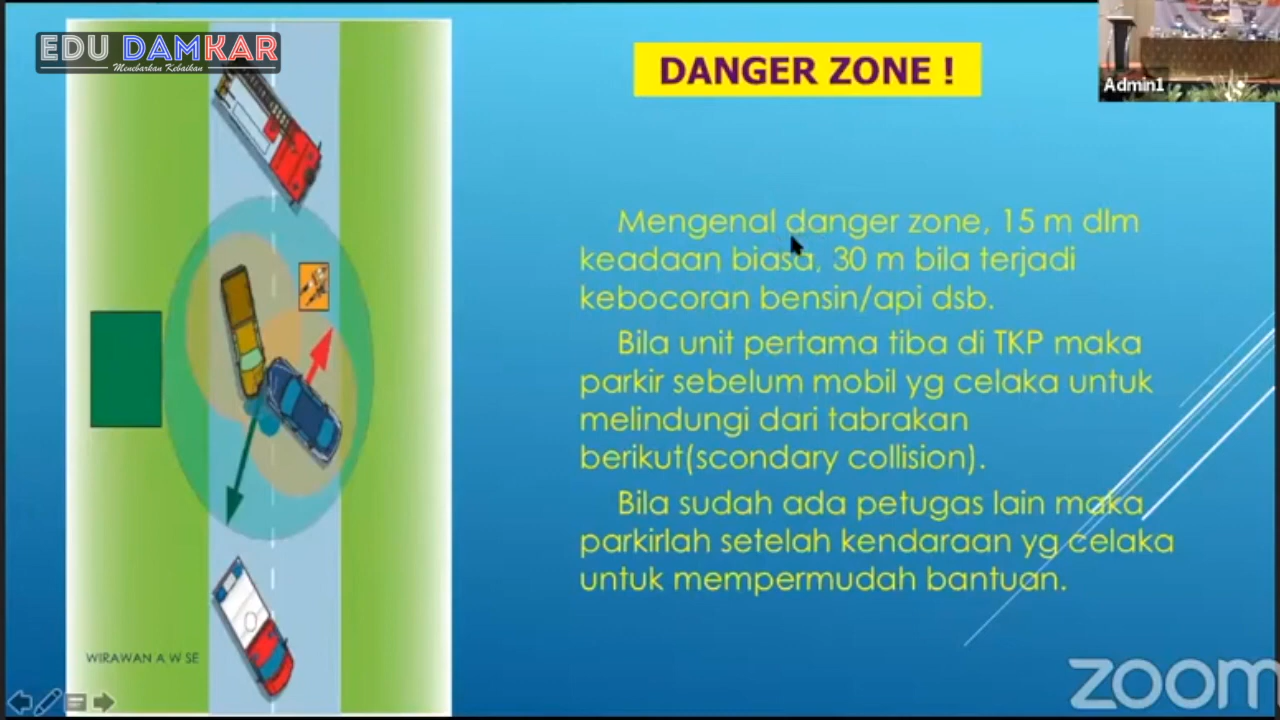 EDU DAMKAR
Menebarkan Kebaikan
DANGER ZONE !
Admin1
Mengenal danger zone, 15 m dlm
keadaan biasa, 30 m bila terjadi
kebocoran bensin/api dsb.
Bila unit pertama tiba di TKP maka
parkir sebelum mobil yg celaka untuk
melindungi dari tabrakan
berikut(scondary collision).
Bila sudah ada petugas lain maka
parkirlah setelah kendaraan yg celaka
untuk mempermudah bantuan.
WIRAWAN A W SE
zoom